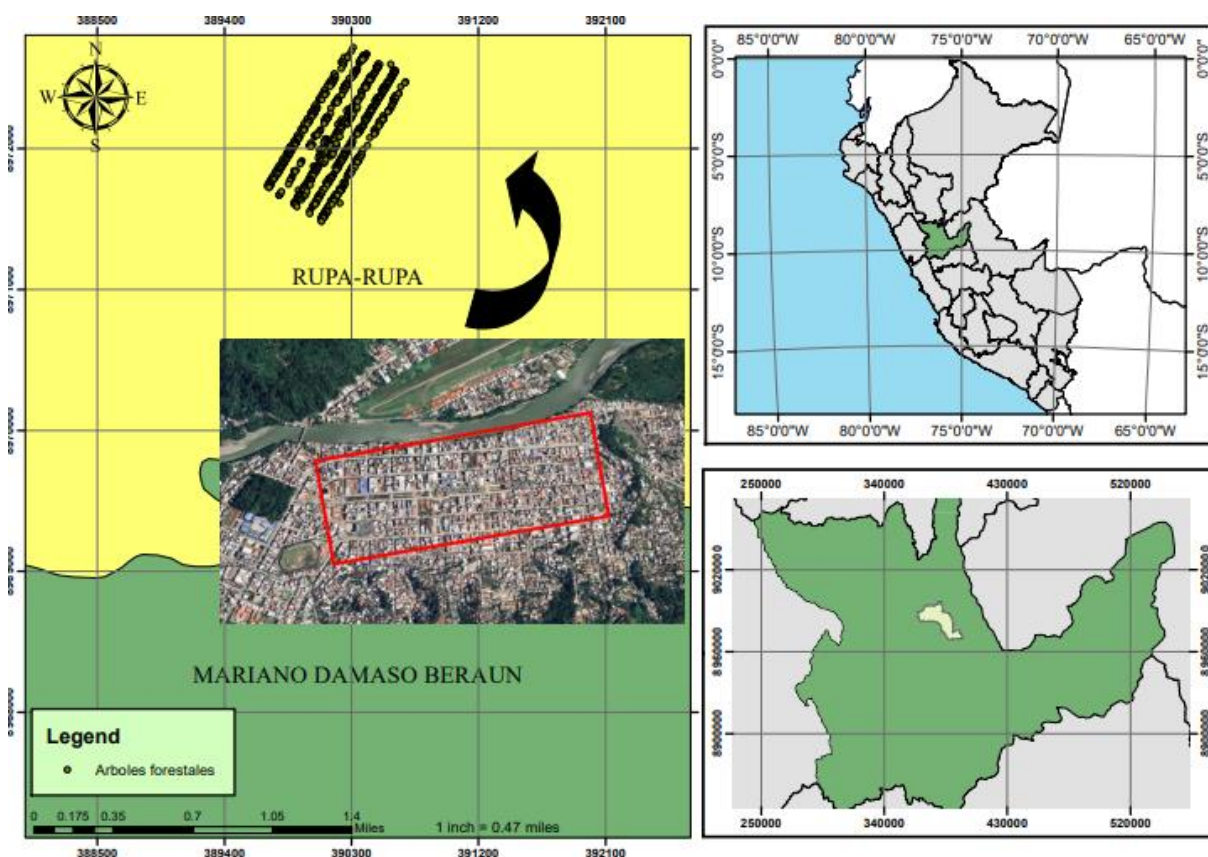 388500 389400 390300 391200 392100
N
W E
S
8972000
RUPA-RUPA
MARIANO DAMASO BERAUN
Legend
Arboles forestales
0 0.175 0.35 0.7 1.05 1.4
Miles
1 inch = 0.47 miles
388500 389400 390300 391200 392100
85°0'0"W 80°0'0"W 75°0'0"W 70°0'0"W 65°0'0"W
0°0'0" 0°0'0"
5°0'0"S 5°0'0"S
10°0'0"S 10°0'0"S
15°0'0"S 15°0'0"S
85°0'0"W 80°0'0"W 75°0'0"W 70°0'0"W 65°0'0"W
250000 340000 430000 520000
9020000 9020000
8960000 8960000
8900000 8900000
250000 340000 430000 520000